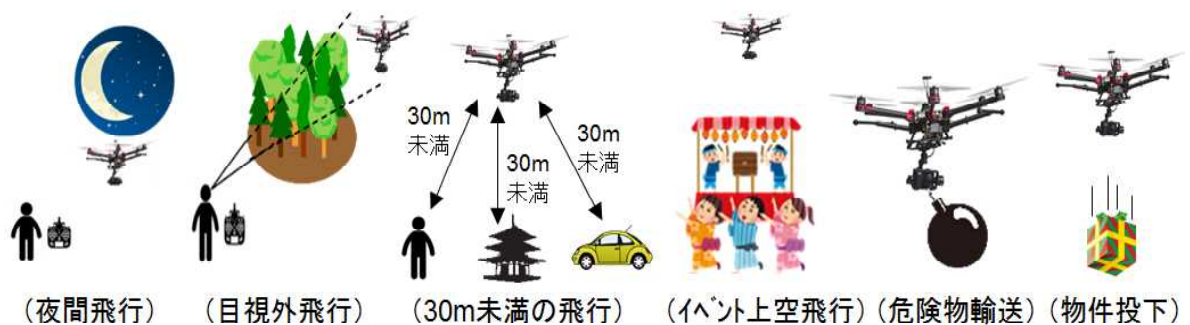 30m
未満
30m
未満
30m
未満
(夜間飛行)
(目視外飛行)
(30m未満の飛行)
(イベント上空飛行)
(危険物輸送)
(物件投下)